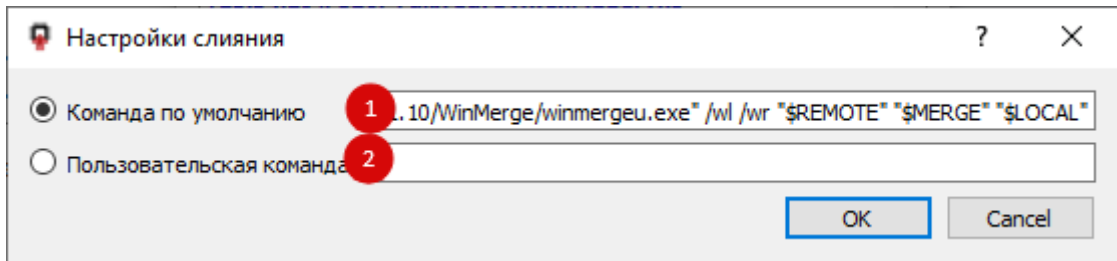 Настройки слияния ?
Команда по умолчанию 1 .10/WinMerge/winmergeu.exe" /wl /wr "$REMOTE" "$MERGE" "$LOCAL"
Пользовательская команда 2
OK Cancel